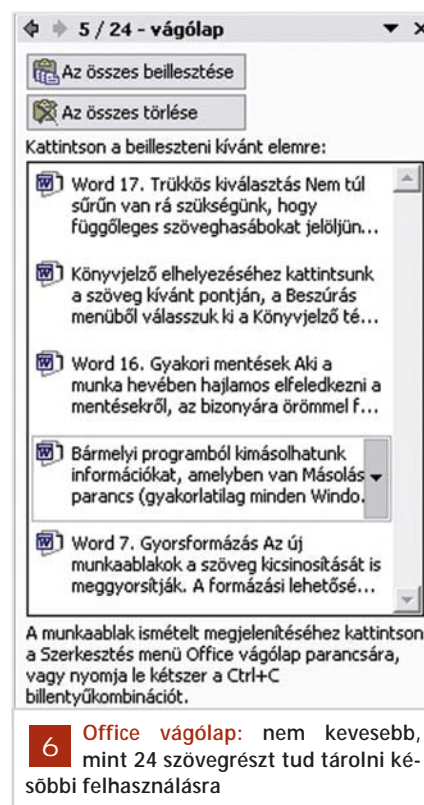 5 / 24 - vágólap
Az összes beillesztése
Az összes törlése
Kattintson a beilleszteni kívánt elemre:
Word 17. Trükkös kiválasztás Nem túl
sűrűn van rá szükségünk, hogy
függőleges szöveghasábokat jelöljün...
Könyvjelző elhelyezéséhez kattintsunk
a szöveg kívánt pontján, a Beszúrás
menüből válasszuk ki a Könyvjelző té...
Word 16. Gyakori mentések Aki a
munka hevében hajlamos elfeledkezni a
mentésekről, az bizonyára örömmel f...
Bármelyi programból kimásolhatunk
információkat, amelyben van Másolás
parancs (gyakorlatilag minden Windo.
Word 7. Gyorsformázás Az új
munkaablakok a szöveg kicsinosítását is
meggyorsítják. A formázási lehetősé...
A munkaablak ismételt megjelenítéséhez kattintson
a Szerkesztés menü Office vágólap parancsára,
vagy nyomja le kétszer a Ctrl+C
billentyűkombinációt.
6 Office vágólap: nem kevesebb,
mint 24 szövegrészt tud tárolni ké-
sõbbi felhasználásra